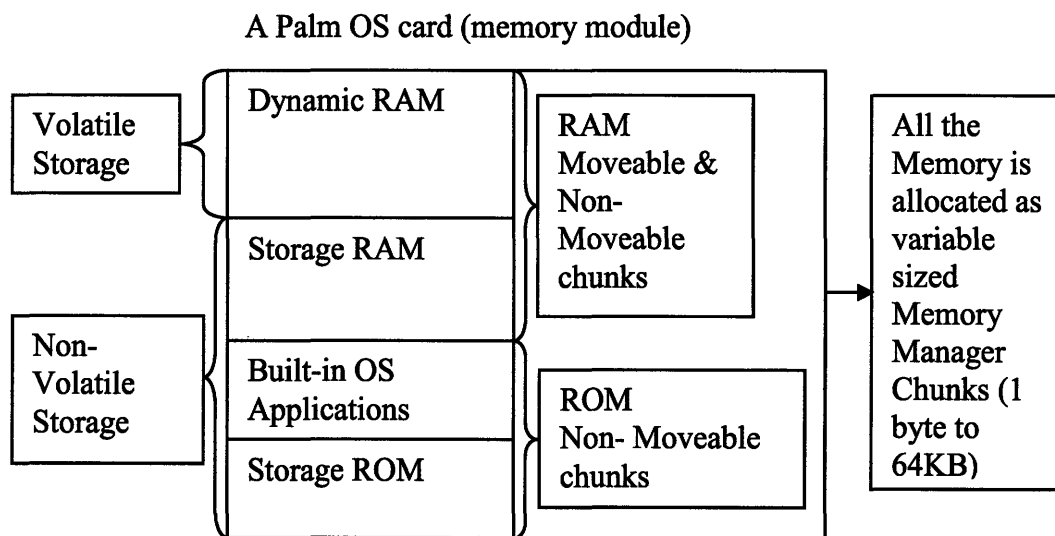 A Palm OS card (memory module)
Volatile
Storage
Non-
Volatile
Storage
Dynamic RAM
Storage RAM
Built-in OS
Applications
Storage ROM
RAM
Moveable &
Non-
Moveable
chunks
ROM
Non- Moveable
chunks
All the
Memory is
allocated as
variable
sized
Memory
Manager
Chunks (1
byte to
64KB)